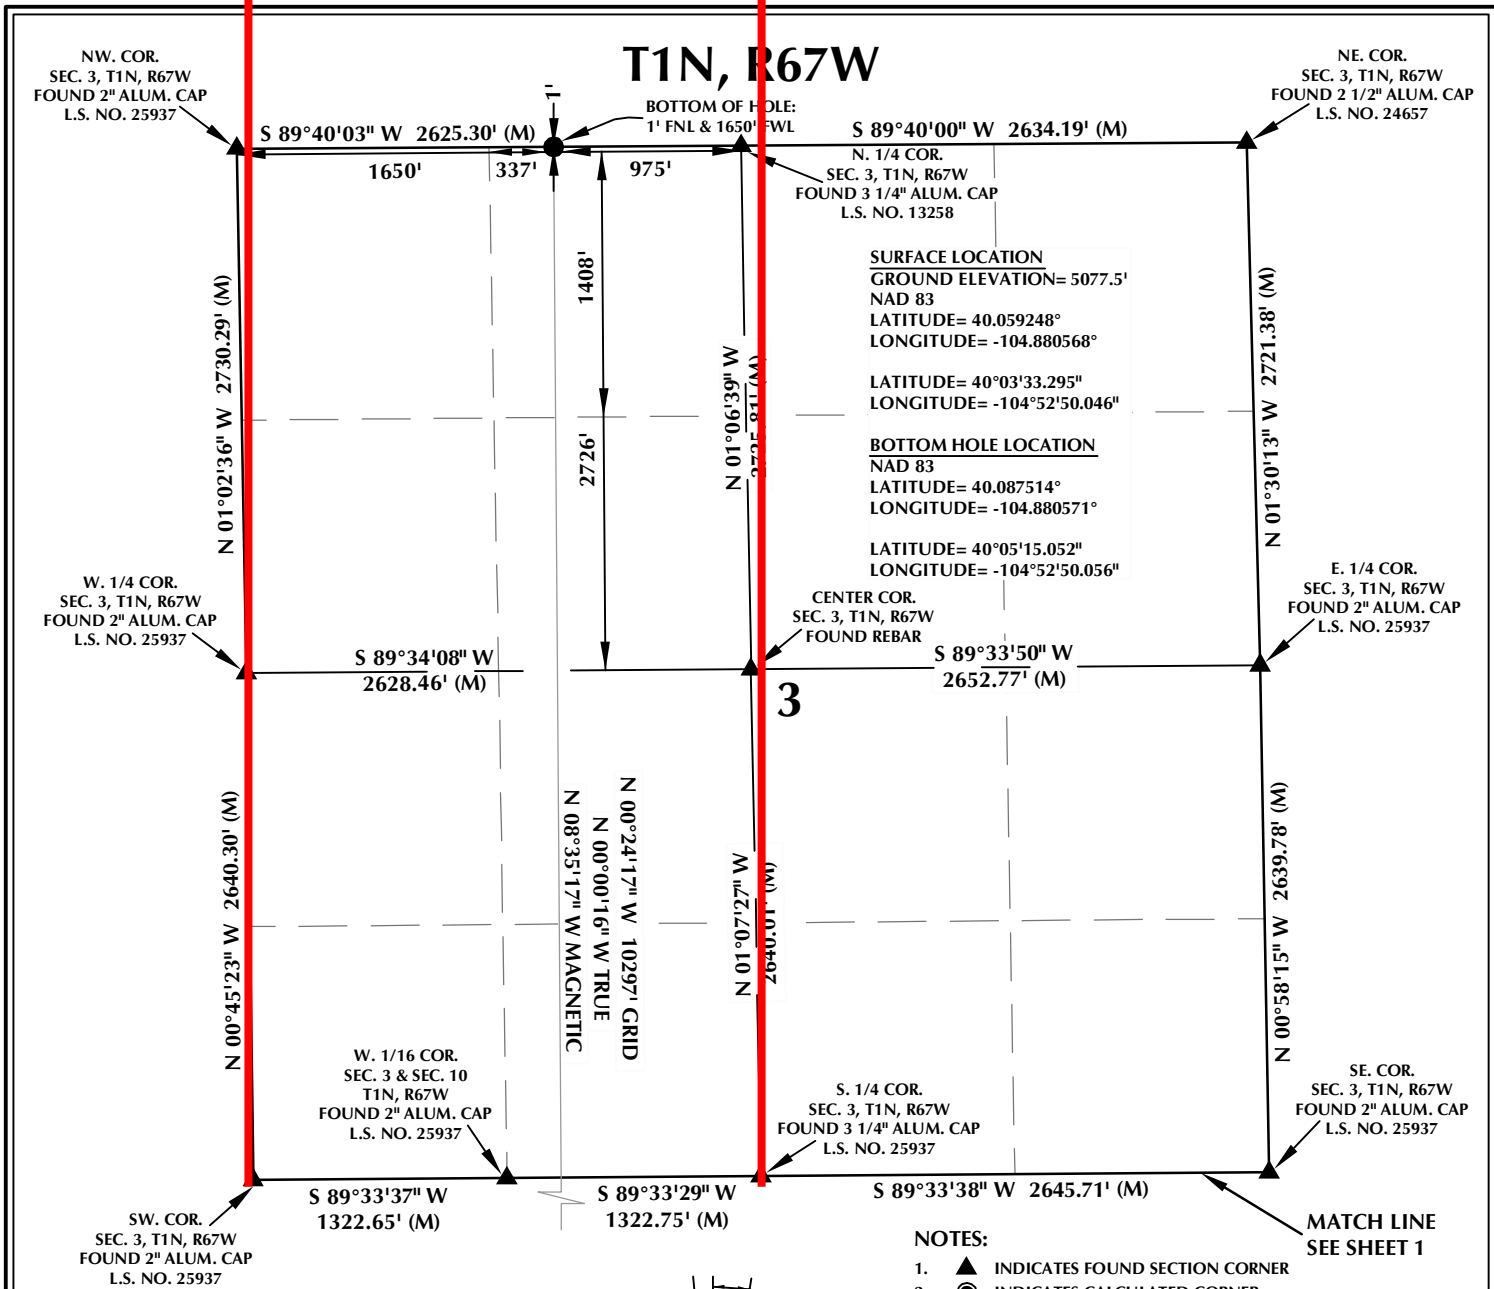 T1N, R67W
NW. COR.
SEC. 3, T1N, R67W
FOUND 2" ALUM. CAP
L.S. NO. 25937
1'
BOTTOM OF HOLE:
1' FNL & 1650' FWL
NE. COR.
SEC. 3, T1N, R67W
FOUND 2 1/2" ALUM. CAP
L.S. NO. 24657
S 89°40'03" W 2625.30' (M)
S 89°40'00" W 2634.19' (M)
1650'
337'
975'
N. 1/4 COR.
SEC. 3, T1N, R67W
FOUND 3 1/4" ALUM. CAP
L.S. NO. 13258
1408'
2726'
N 01°02'36" W 2730.29' (M)
N 01°06'39" W
N 01°30'13" W 2721.38' (M)
SURFACE LOCATION
GROUND ELEVATION= 5077.5'
NAD 83
LATITUDE= 40.059248°
LONGITUDE= -104.880568°
LATITUDE= 40°03'33.295"
LONGITUDE= -104°52'50.046"
BOTTOM HOLE LOCATION
NAD 83
LATITUDE= 40.087514°
LONGITUDE= -104.880571°
LATITUDE= 40°05'15.052"
LONGITUDE= -104°52'50.056"
W. 1/4 COR.
SEC. 3, T1N, R67W
FOUND 2" ALUM. CAP
L.S. NO. 25937
CENTER COR.
SEC. 3, T1N, R67W
FOUND REBAR
E. 1/4 COR.
SEC. 3, T1N, R67W
FOUND 2" ALUM. CAP
L.S. NO. 25937
S 89°34'08" W
2628.46' (M)
S 89°33'50" W
2652.77' (M)
3
N 00°45'23" W 2640.30' (M)
N 00°24'17" W 10297' GRID
N 00°00'16" W TRUE
N 08°35'17" W MAGNETIC
N 01°07'27" W
N 00°58'15" W 2639.78' (M)
W. 1/16 COR.
SEC. 3 & SEC. 10
T1N, R67W
FOUND 2" ALUM. CAP
L.S. NO. 25937
S. 1/4 COR.
SEC. 3, T1N, R67W
FOUND 3 1/4" ALUM. CAP
L.S. NO. 25937
SE. COR.
SEC. 3, T1N, R67W
FOUND 2" ALUM. CAP
L.S. NO. 25937
S 89°33'37" W
1322.65' (M)
S 89°33'29" W
1322.75' (M)
S 89°33'38" W 2645.71' (M)
SW. COR.
SEC. 3, T1N, R67W
FOUND 2" ALUM. CAP
L.S. NO. 25937
MATCH LINE
SEE SHEET 1
NOTES:
1. INDICATES FOUND SECTION CORNER
INDICATES CALCULATED CORNER